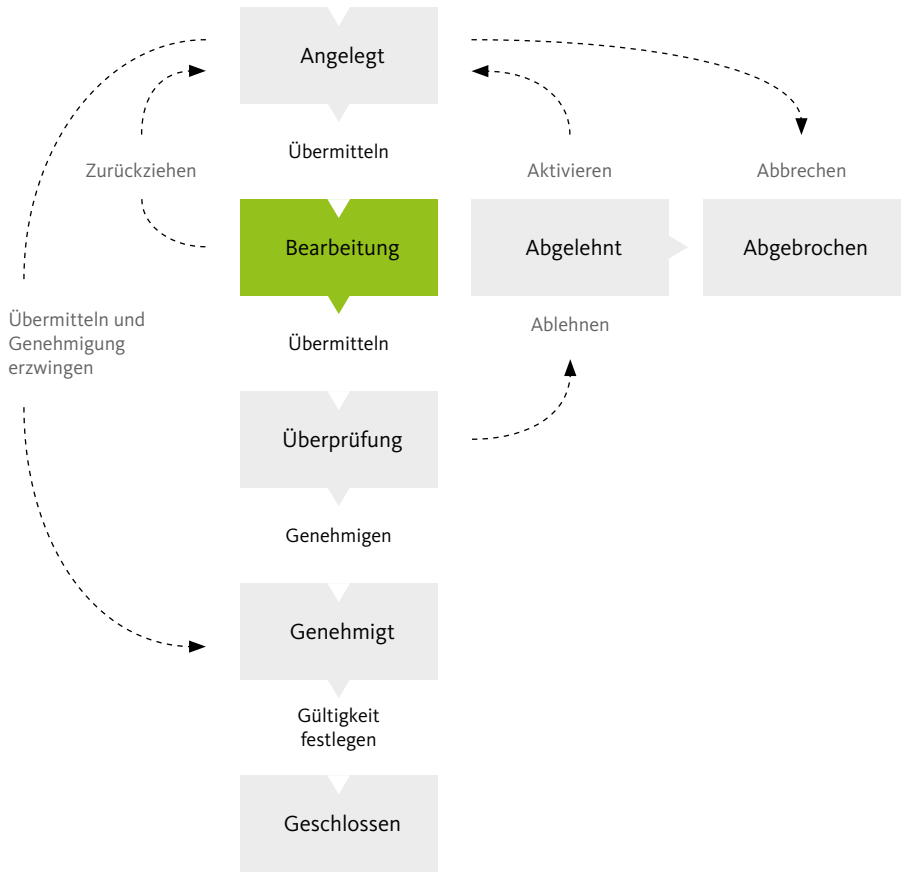 Angelegt
Übermitteln
Zurückziehen
Aktivieren
Abbrechen
Bearbeitung
Abgelehnt
Abgebrochen
Übermitteln und
Genehmigung
erzwingen
Übermitteln
Ablehnen
Überprüfung
Genehmigen
Genehmigt
Gültigkeit
festlegen
Geschlossen